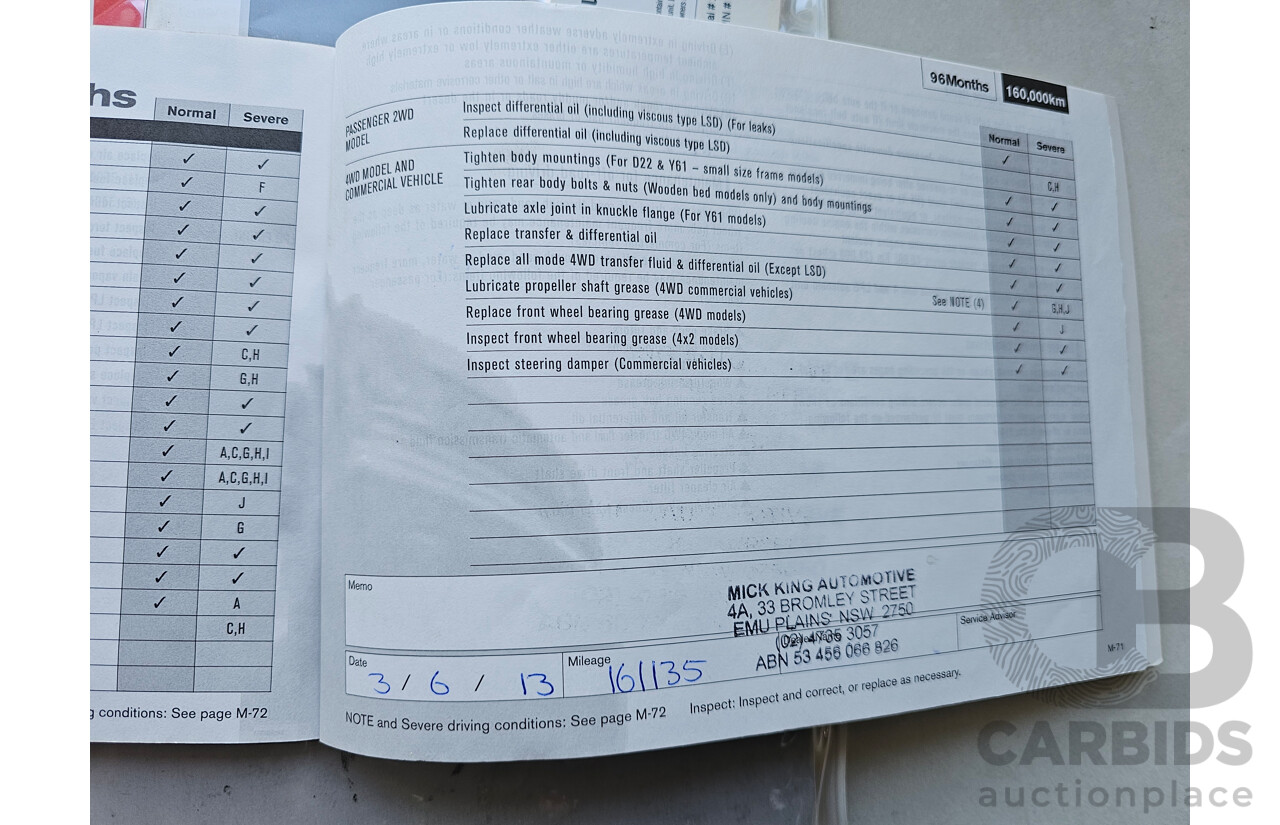 ths
Normal Severe
✓ ✓
✓ F
✓ ✓
✓ ✓
✓ ✓
✓ ✓
✓ ✓
✓ ✓
✓ C,H
✓ G,H
✓ ✓
✓ ✓
✓ A,C,G,H,I
✓ A,C,G,H,I
✓ J
✓ G
✓ ✓
✓ ✓
✓ A
C,H
g conditions: See page M-72
96Months 160,000km
Normal Severe
PASSENGER 2WD
MODEL
Inspect differential oil (including viscous type LSD) (For leaks) ✓
Replace differential oil (including viscous type LSD) C,H
4WD MODEL AND
COMMERCIAL VEHICLE
Tighten body mountings (For D22 & Y61 – small size frame models) ✓ ✓
Tighten rear body bolts & nuts (Wooden bed models only) and body mountings ✓ ✓
Lubricate axle joint in knuckle flange (For Y61 models) ✓ ✓
Replace transfer & differential oil ✓ ✓
Replace all mode 4WD transfer fluid & differential oil (Except LSD) ✓ ✓
Lubricate propeller shaft grease (4WD commercial vehicles) See NOTE (4) ✓ G,H,J
Replace front wheel bearing grease (4WD models) ✓ J
Inspect front wheel bearing grease (4x2 models) ✓ ✓
Inspect steering damper (Commercial vehicles) ✓ ✓
Memo
MICK KING AUTOMOTIVE
4A, 33 BROMLEY STREET
EMU PLAINS NSW 2750
(02) 4735 3057
ABN 53 456 066 826
Service Advisor
Date
3 / 6 / 13
Mileage
161135
M-71
NOTE and Severe driving conditions: See page M-72 Inspect: Inspect and correct, or replace as necessary.
CB
CARBIDS
auctionplace